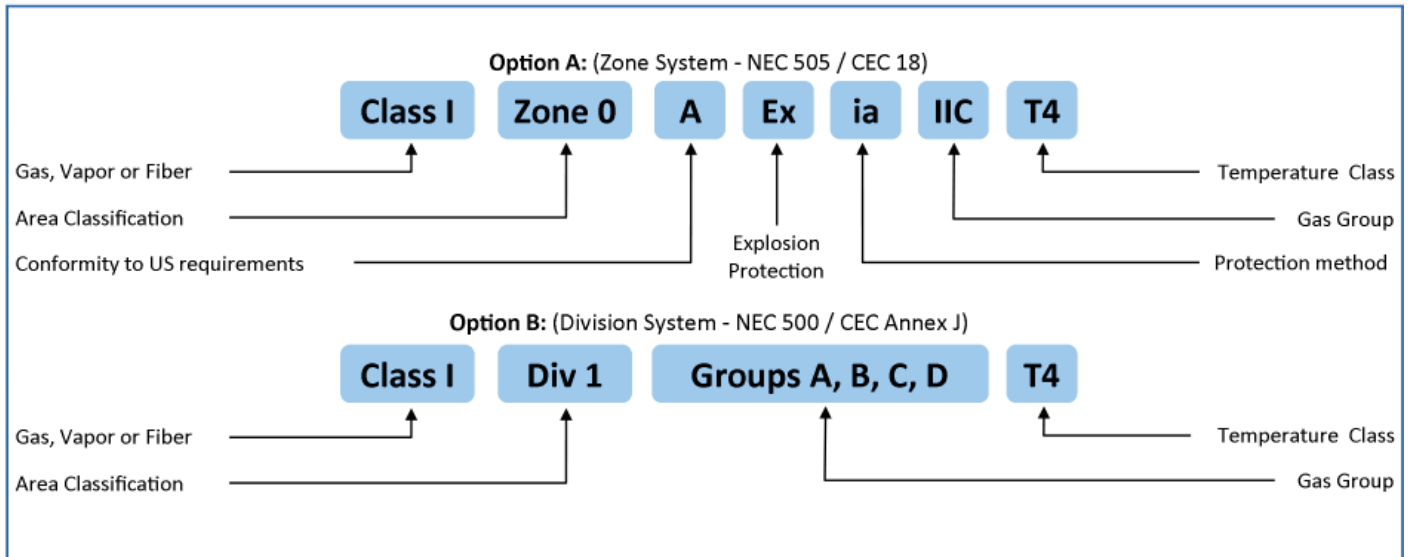 Option A: (Zone System - NEC 505 / CEC 18)
Class I Zone 0 A Ex ia IIC T4
Gas, Vapor or Fiber Temperature Class
Area Classification Gas Group
Explosion
Protection
Conformity to US requirements Protection method
Option B: (Division System - NEC 500 / CEC Annex J)
Class I Div 1 Groups A, B, C, D T4
Gas, Vapor or Fiber Temperature Class
Area Classification Gas Group